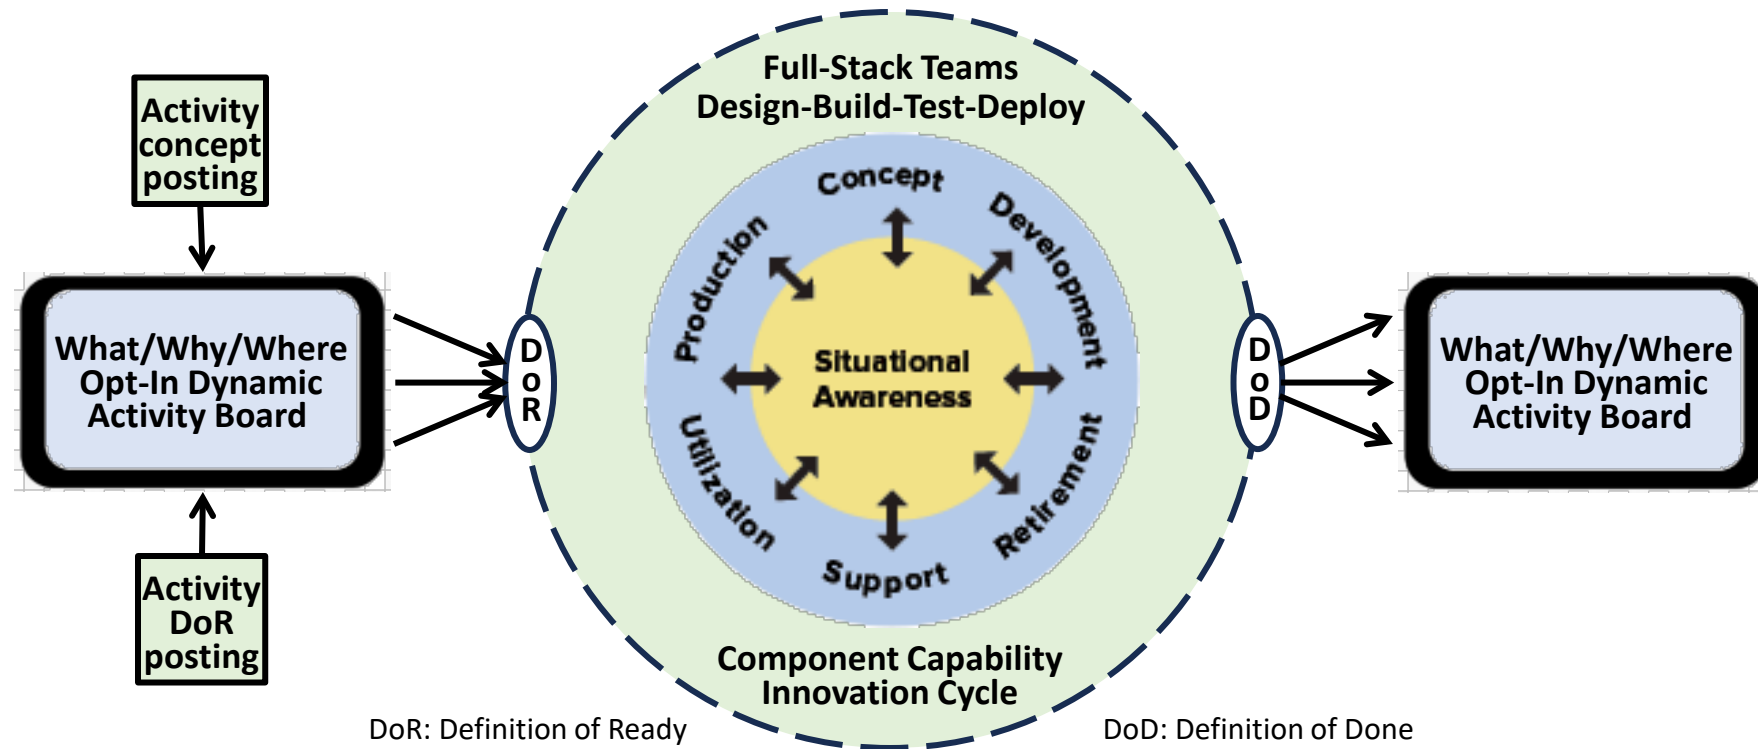 Activity
concept
posting
What/Why/Where
Opt-In Dynamic
Activity Board
Activity
DoR
posting
DoR
Full-Stack Teams
Design-Build-Test-Deploy
Concept
Development
Retirement
Support
Utilization
Production
Situational
Awareness
Component Capability
Innovation Cycle
DoD
What/Why/Where
Opt-In Dynamic
Activity Board
DoR: Definition of Ready
DoD: Definition of Done